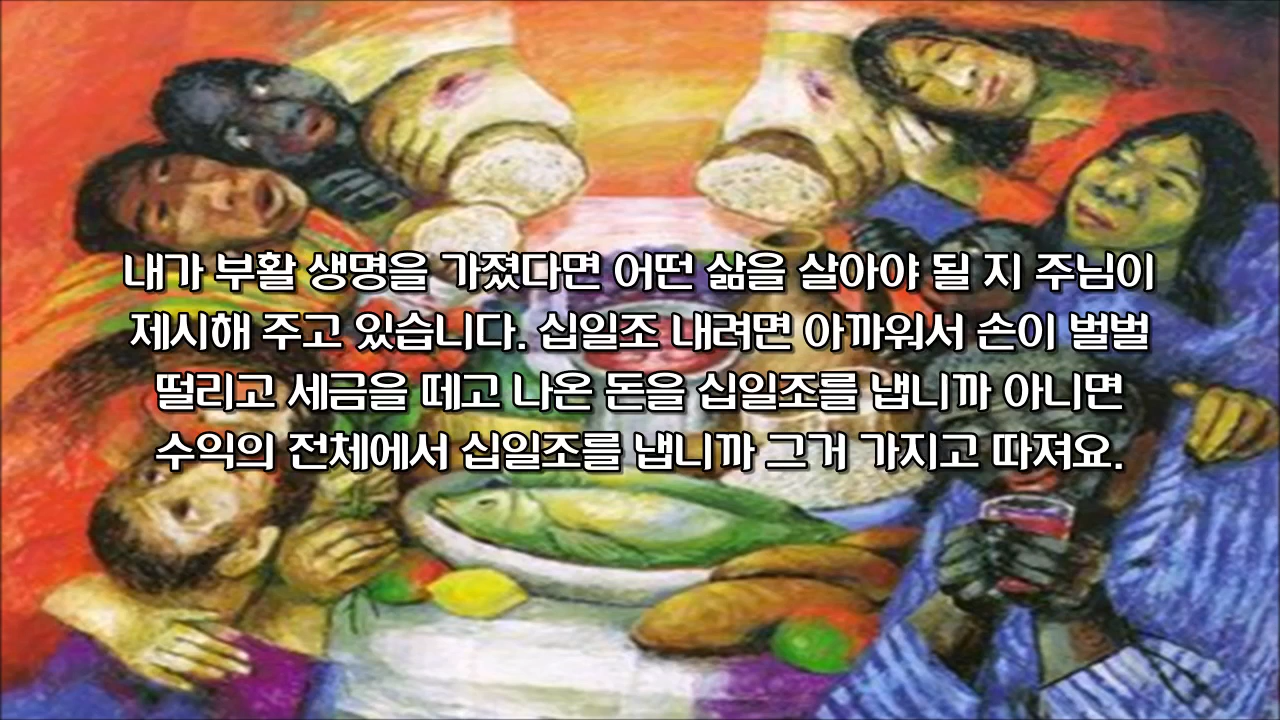 내가 부활 생명을 가졌다면 어떤 삶을 살아야 될 지 주님이
제시해 주고 있습니다. 십일조 내려면 아까워서 손이 벌벌
떨리고 세금을 떼고 나온 돈을 십일조를 냅니까 아니면
수익의 전체에서 십일조를 냅니까 그거 가지고 따져요.